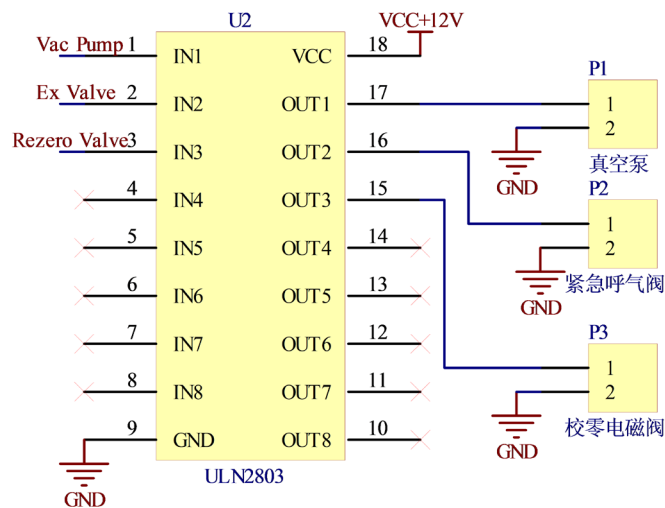 U2
VCC+12V
Vac Pump 1 IN1 VCC 18
Ex Valve 2 IN2 OUT1 17
Rezero Valve 3 IN3 OUT2 16
4 IN4 OUT3 15
5 IN5 OUT4 14
6 IN6 OUT5 13
7 IN7 OUT6 12
8 IN8 OUT7 11
9 GND OUT8 10
GND
ULN2803
P1
1
2
GND
真空泵
P2
1
2
GND
紧急呼气阀
P3
1
2
GND
校零电磁阀